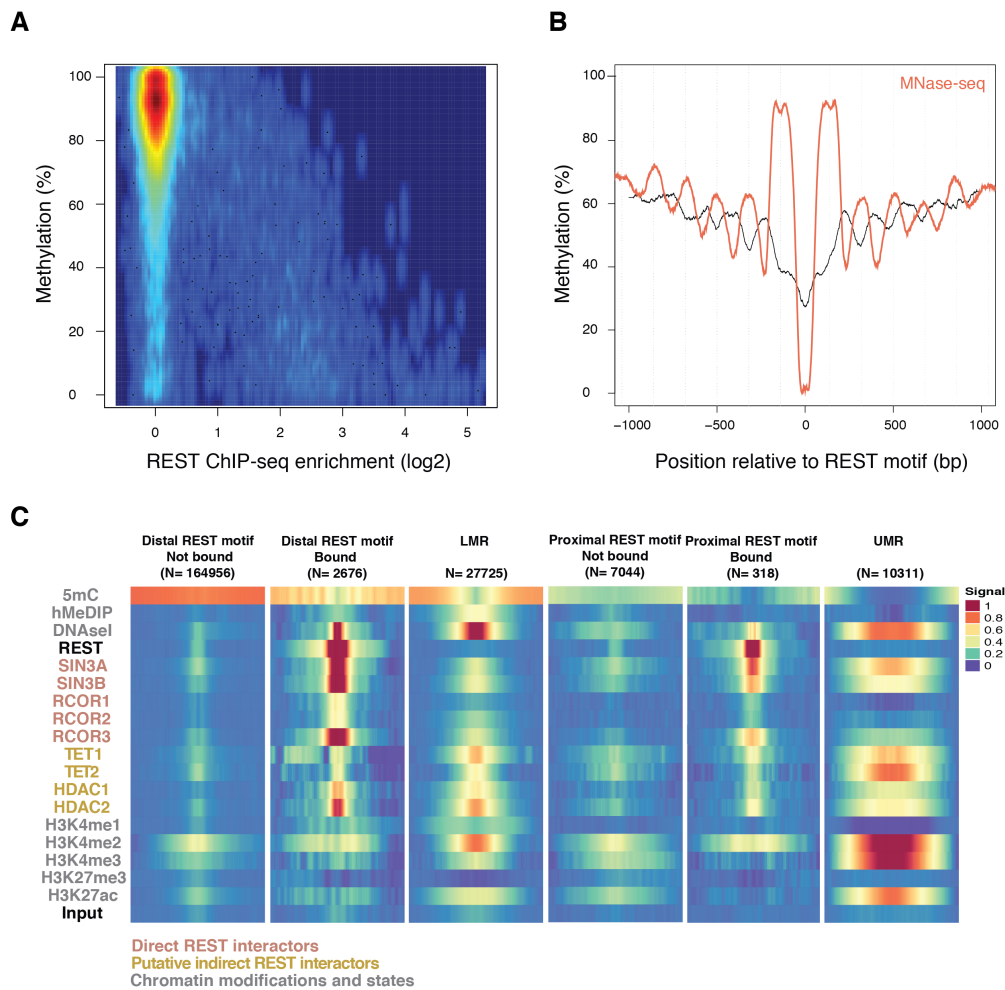 A
B
100
80
60
40
20
0
Methylation (%)
0 1 2 3 4 5
REST ChIP-seq enrichment (log2)
MNase-seq
100
80
60
40
20
0
Methylation (%)
−1000 −500 0 500 1000
Position relative to REST motif (bp)
C
Distal REST motif
Not bound
(N= 164956)
Distal REST motif
Bound
(N= 2676)
LMR
(N= 27725)
Proximal REST motif
Not bound
(N= 7044)
Proximal REST motif
Bound
(N= 318)
UMR
(N= 10311)
5mC
hMeDIP
DNAseI
REST
SIN3A
SIN3B
RCOR1
RCOR2
RCOR3
TET1
TET2
HDAC1
HDAC2
H3K4me1
H3K4me2
H3K4me3
H3K27me3
H3K27ac
Input
Signal
1
0.8
0.6
0.4
0.2
0
Direct REST interactors
Putative indirect REST interactors
Chromatin modifications and states